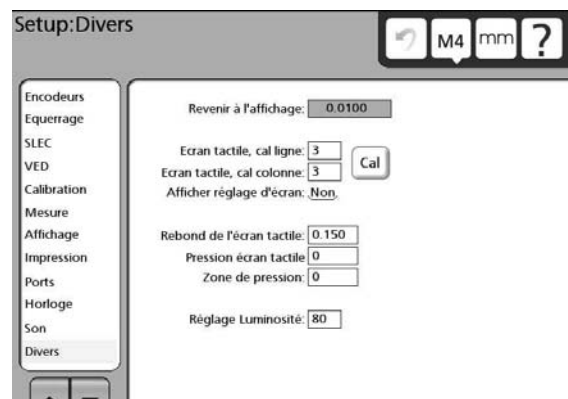 Setup:Divers
M4 mm ?
Encodeurs
Equerrage
SLEC
VED
Calibration
Mesure
Affichage
Impression
Ports
Horloge
Son
Divers
Revenir à l'affichage: 0.0100
Ecran tactile, cal ligne: 3
Ecran tactile, cal colonne: 3
Cal
Afficher réglage d'écran: Non
Rebond de l'écran tactile: 0.150
Pression écran tactile 0
Zone de pression: 0
Réglage Luminosité: 80